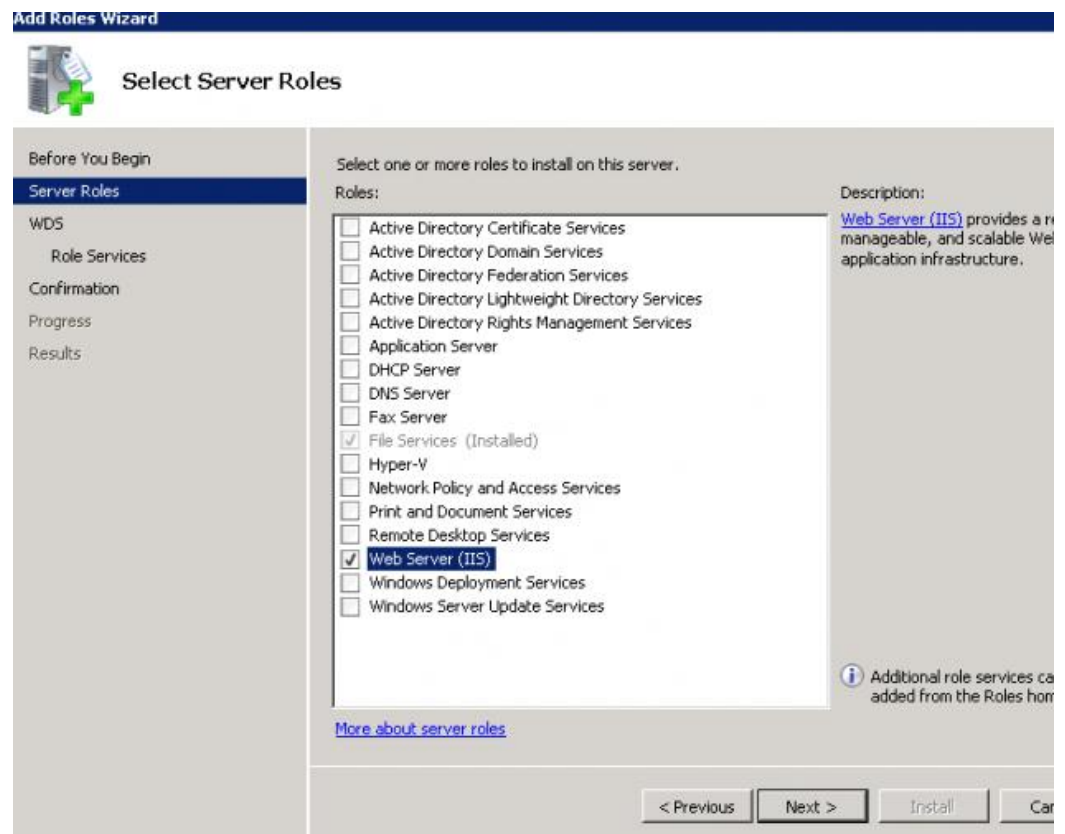 Add Roles Wizard
Select Server Roles
Before You Begin
Server Roles
WDS
Role Services
Confirmation
Progress
Results
Select one or more roles to install on this server.
Roles:
Active Directory Certificate Services
Active Directory Domain Services
Active Directory Federation Services
Active Directory Lightweight Directory Services
Active Directory Rights Management Services
Application Server
DHCP Server
DNS Server
Fax Server
File Services (Installed)
Hyper-V
Network Policy and Access Services
Print and Document Services
Remote Desktop Services
Web Server (IIS)
Windows Deployment Services
Windows Server Update Services
More about server roles
Description:
Web Server (IIS) provides a
manageable, and scalable
application infrastructure.
Additional role services
added from the Roles
< Previous
Next >
Install